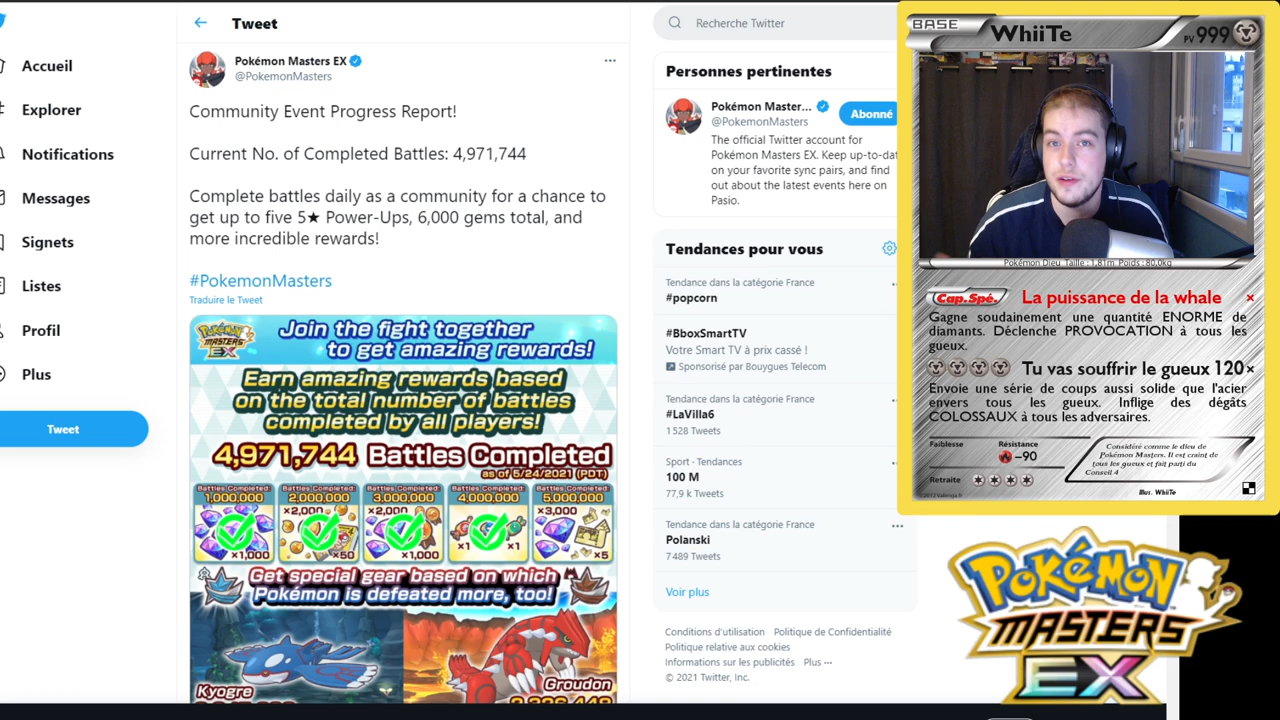 Tweet
Accueil
Explorer
Notifications
Messages
Signets
Listes
Profil
Plus
Tweet
Pokémon Masters EX
@PokemonMasters
Community Event Progress Report!
Current No. of Completed Battles: 4,971,744
Complete battles daily as a community for a chance to
get up to five 5★ Power-Ups, 6,000 gems total, and
more incredible rewards!
#PokemonMasters
Traduire le Tweet
POKÉMON MASTERS EX
Join the fight together
to get amazing rewards!
Earn amazing rewards based
on the total number of battles
completed by all players!
4,971,744 Battles Completed
as of 5/24/2021 (PDT)
Battles Completed: 1,000,000 ×1,000
Battles Completed: 2,000,000 ×2,000 ×50
Battles Completed: 3,000,000 ×2,000 ×1,000
Battles Completed: 4,000,000 ×1 ×1
Battles Completed: 5,000,000 ×3,000 ×5
Get special gear based on which
Pokémon is defeated more, too!
Kyogre
Groudon
Recherche Twitter
Personnes pertinentes
Pokémon Master...
@PokemonMasters
Abonné
The official Twitter account for
Pokémon Masters EX. Keep up-to-dat
on your favorite sync pairs, and find
out about the latest events here on
Pasio.
Tendances pour vous
Tendance dans la catégorie France
#popcorn
#BboxSmartTV
Votre Smart TV à prix cassé !
Sponsorisé par Bouygues Telecom
Tendance dans la catégorie France
#LaVilla6
1 528 Tweets
Sport · Tendances
100 M
77,9 k Tweets
Tendance dans la catégorie France
Polanski
7 489 Tweets
Voir plus
Conditions d'utilisation Politique de Confidentialité
Politique relative aux cookies
Informations sur les publicités Plus ···
© 2021 Twitter, Inc.
BASE
WhiiTe
PV 999
Pokémon Dieu Taille : 1,81m Poids : 80,0kg
Cap.Spé. La puissance de la whale ×
Gagne soudainement une quantité ENORME de
diamants. Déclenche PROVOCATION à tous les
gueux.
Tu vas souffrir le gueux 120×
Envoie une série de coups aussi solide que l'acier
envers tous les gueux. Inflige des dégâts
COLOSSAUX à tous les adversaires.
Faiblesse
Résistance
-90
Retraite
Considéré comme le dieu de
Pokémon Masters. Il est craint de
tous les gueux et fait parti du
Conseil 4
Illus. WhiiTe
POKÉMON
MASTERS
EX